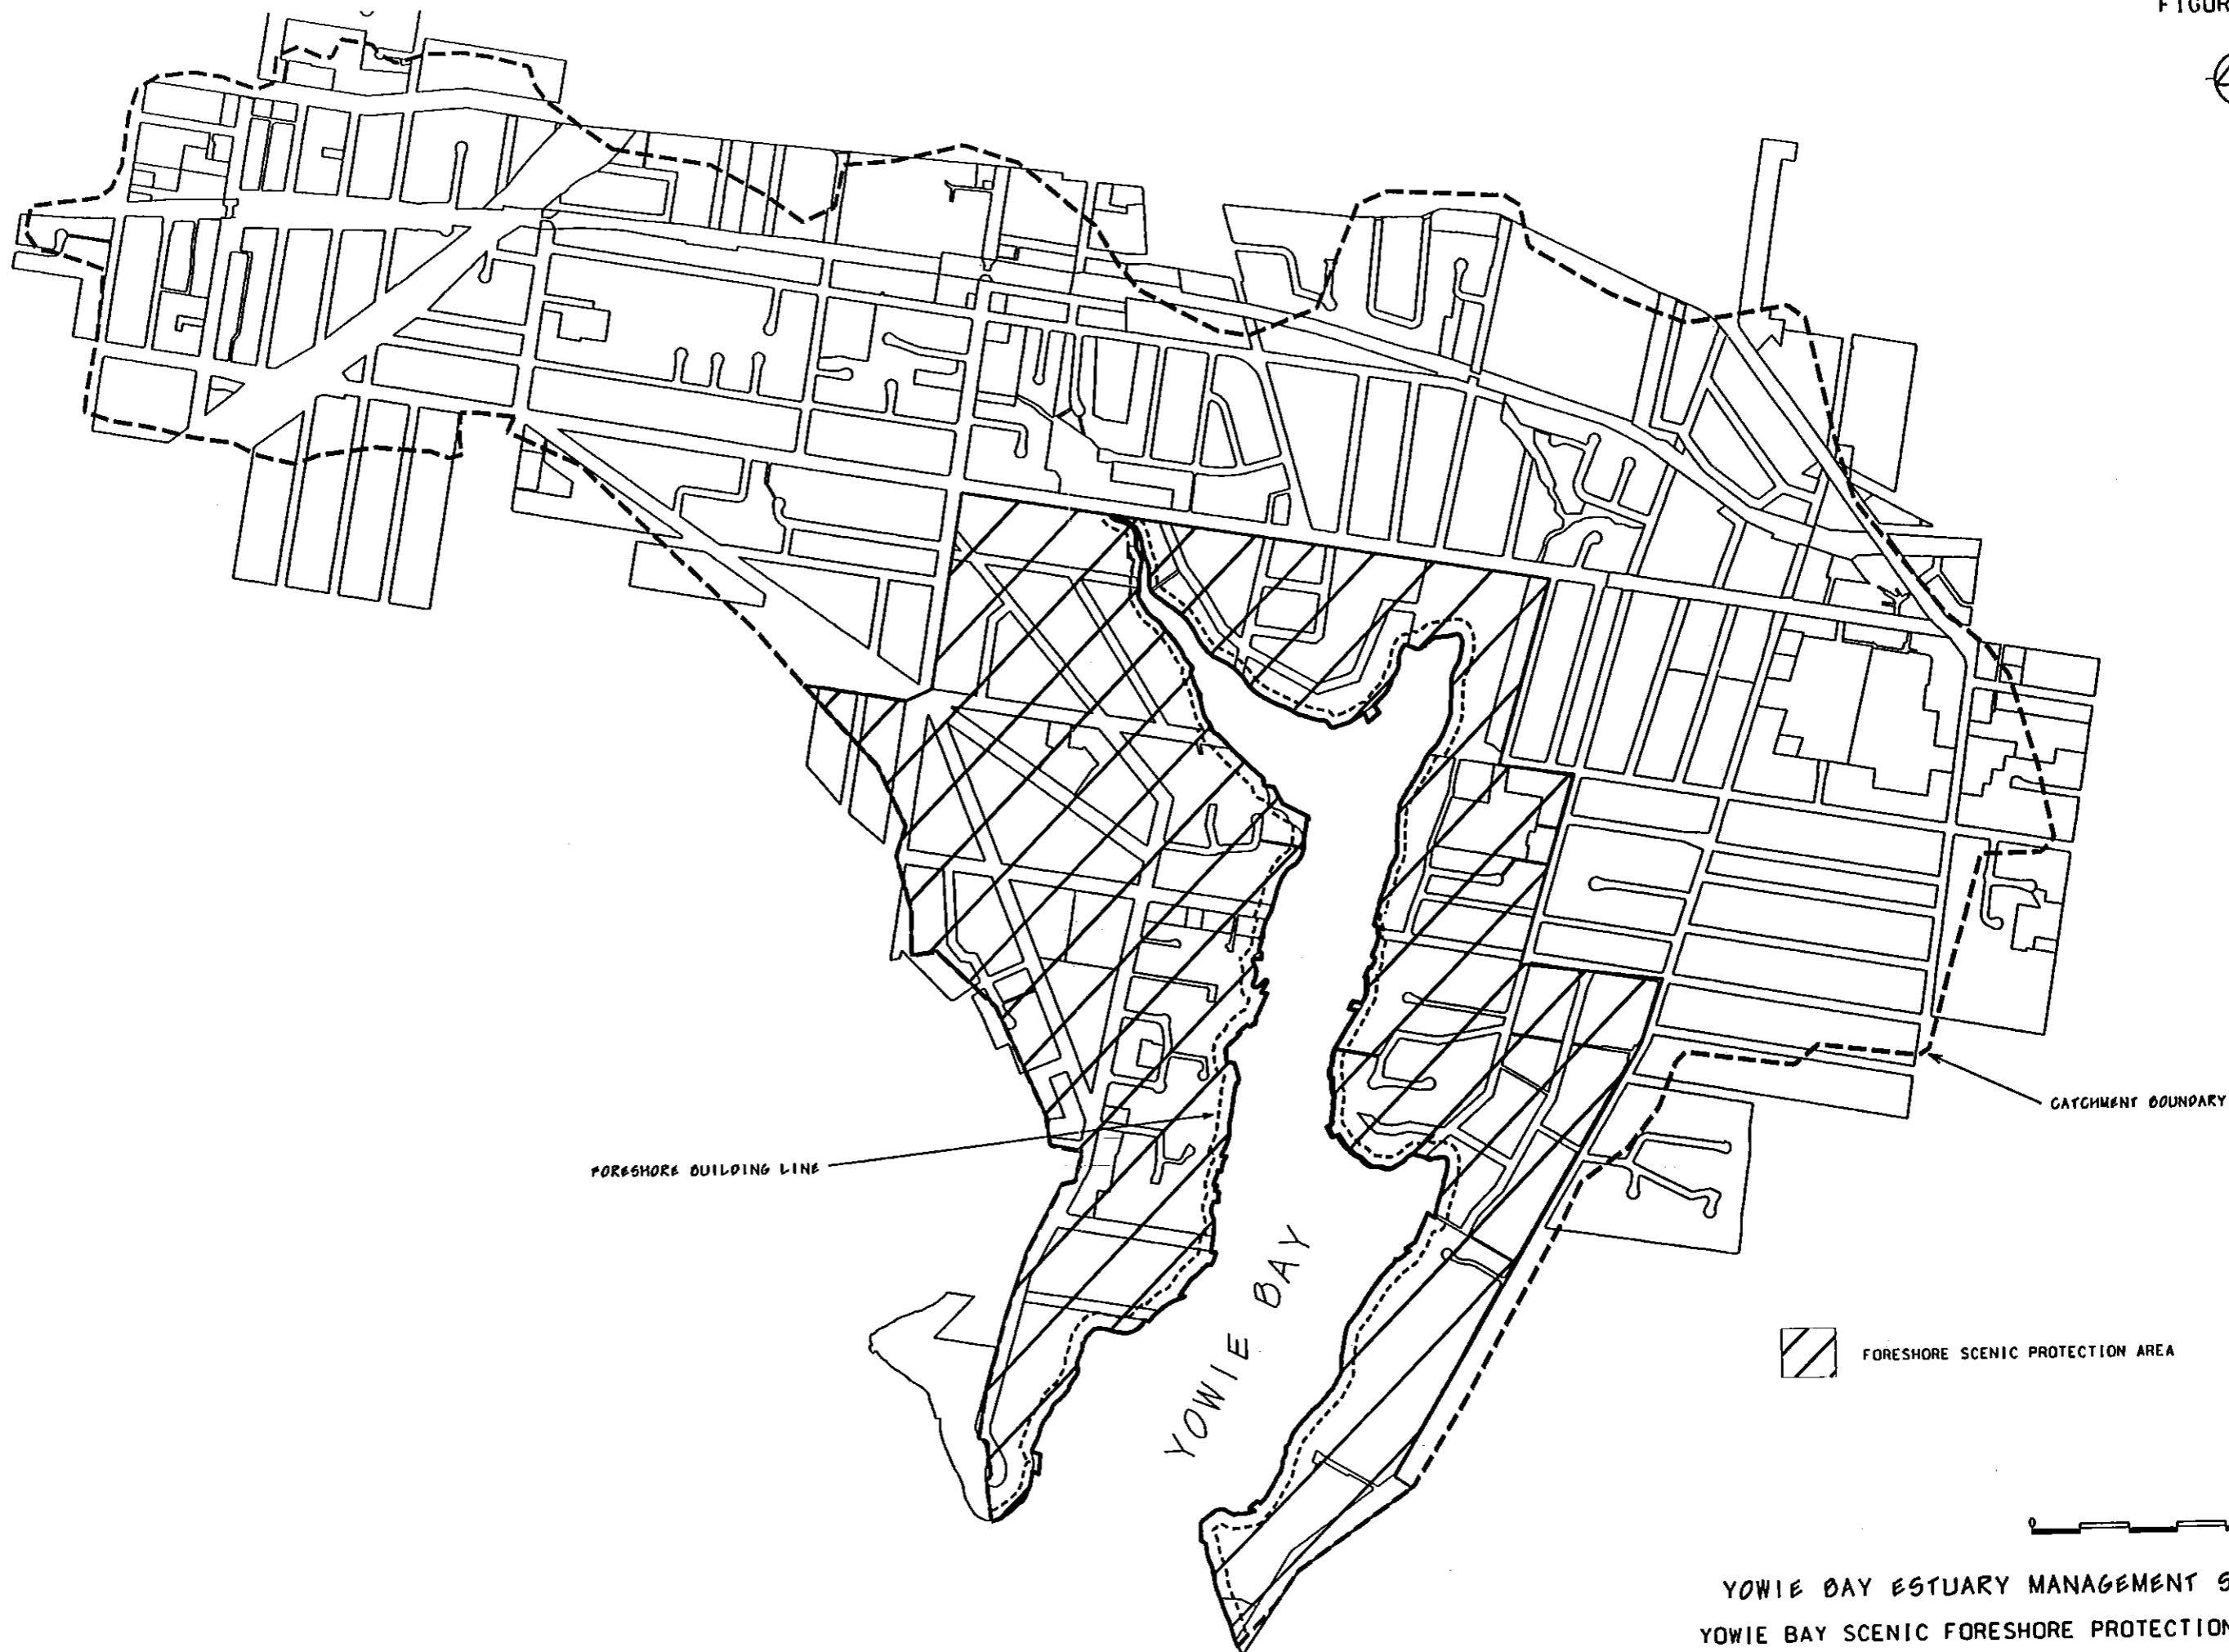 CATCHMENT BOUNDARY
FORESHORE BUILDING LINE
YOWIE BAY
FORESHORE SCENIC PROTECTION AREA
0
YOWIE BAY ESTUARY MANAGEMENT
YOWIE BAY SCENIC FORESHORE PROTECTION